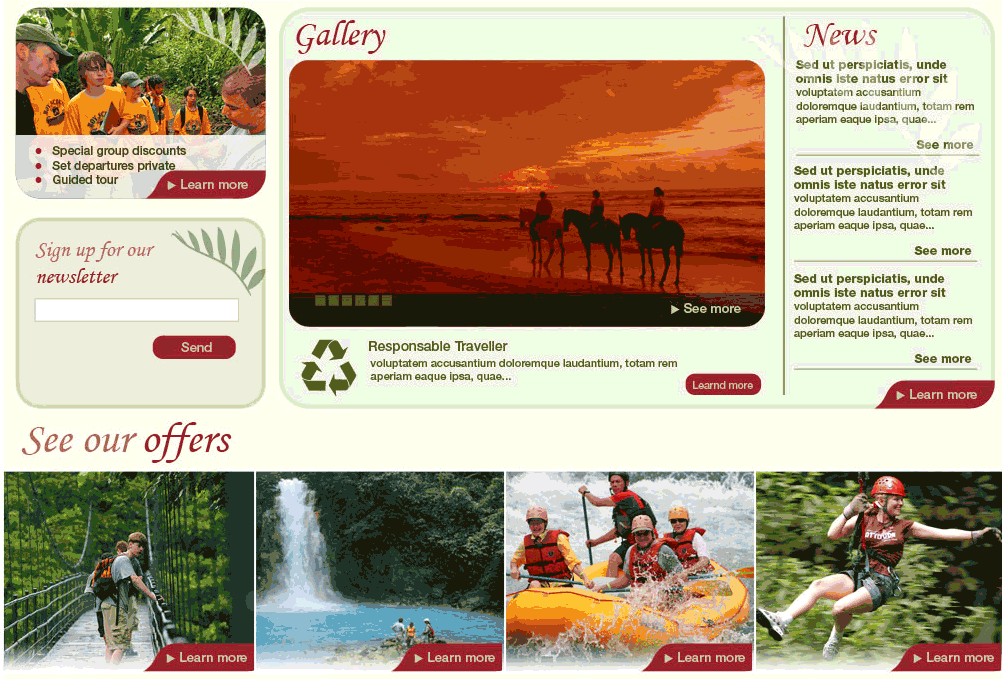 Special group discounts
Set departures private
Guided tour
Learn more
Sign up for our
newsletter
Send
Gallery
See more
Responsable Traveller
voluptatem accusantium doloremque laudantium, totam rem
aperiam eaque ipsa, quae...
Learnd more
News
Sed ut perspiciatis, unde
omnis iste natus error sit
voluptatem accusantium
doloremque laudantium, totam rem
aperiam eaque ipsa, quae...
See more
Sed ut perspiciatis, unde
omnis iste natus error sit
voluptatem accusantium
doloremque laudantium, totam rem
aperiam eaque ipsa, quae...
See more
Sed ut perspiciatis, unde
omnis iste natus error sit
voluptatem accusantium
doloremque laudantium, totam rem
aperiam eaque ipsa, quae...
See more
Learn more
See our offers
Learn more
Learn more
Learn more
Learn more